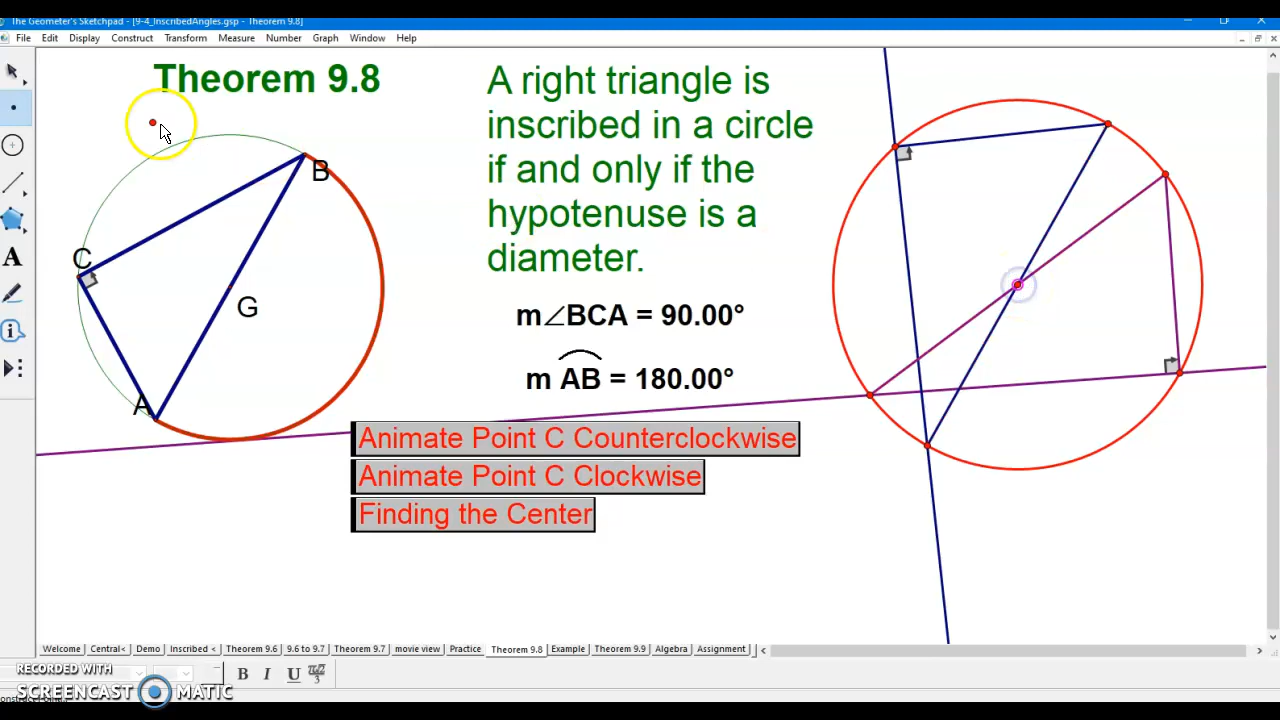 The Geometer's Sketchpad - [9-4_InscribedAngles.gsp - Theorem 9.8]
File Edit Display Construct Transform Measure Number Graph Window Help
Theorem 9.8
A right triangle is
inscribed in a circle
if and only if the
hypotenuse is a
diameter.
B
C
G
A
m∠BCA = 90.00°
m AB = 180.00°
Animate Point C Counterclockwise
Animate Point C Clockwise
Finding the Center
A
Welcome Central< Demo Inscribed < Theorem 9.6 9.6 to 9.7 Theorem 9.7 movie view Practice Theorem 9.8 Example Theorem 9.9 Algebra Assignment
RECORDED WITH
SCREENCAST MATIC
B I U